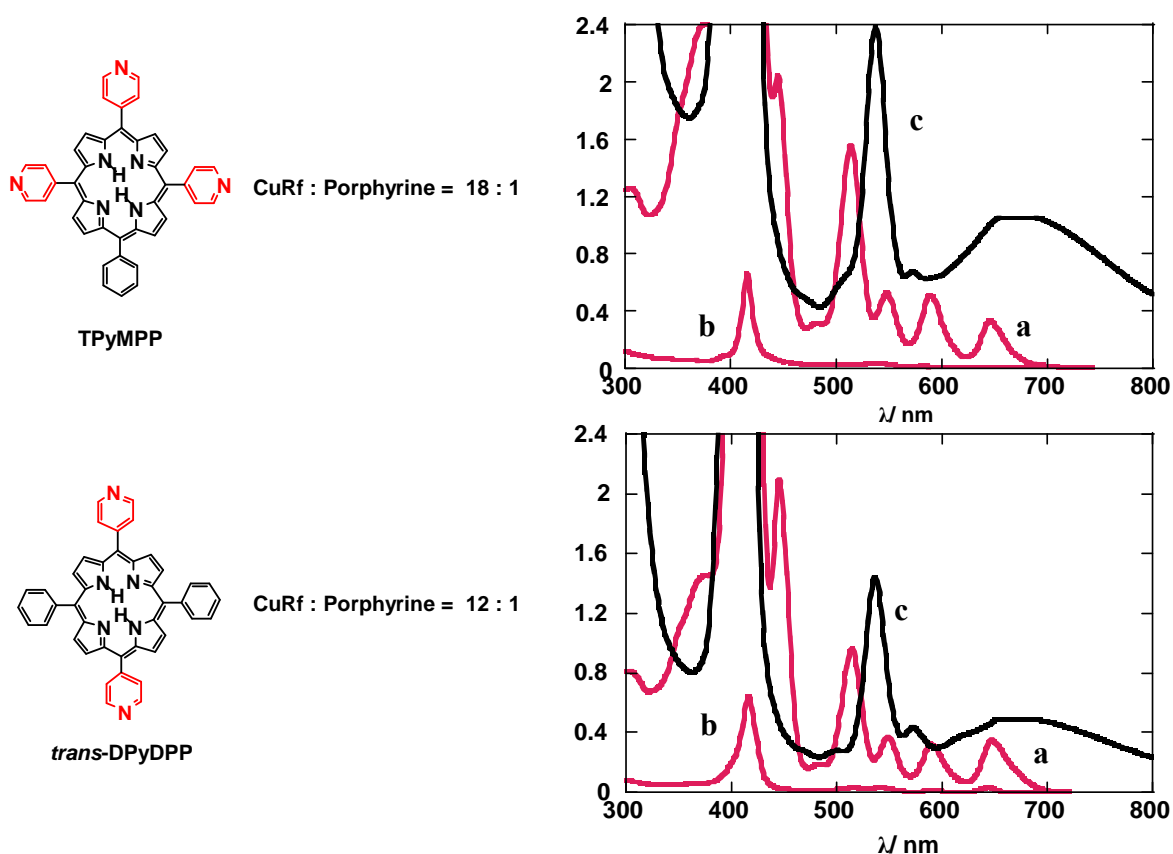 N
N
N
N
N
H
H
N
N
CuRf : Porphyrine = 18 : 1
TPyMPP
2.4
2
1.6
1.2
0.8
0.4
0
c
b
a
300
400
500
600
700
800
λ/ nm
N
N
N
H
H
N
N
N
CuRf : Porphyrine = 12 : 1
trans-DPyDPP
2.4
2
1.6
1.2
0.8
0.4
0
c
b
a
300
400
500
600
700
800
λ/ nm